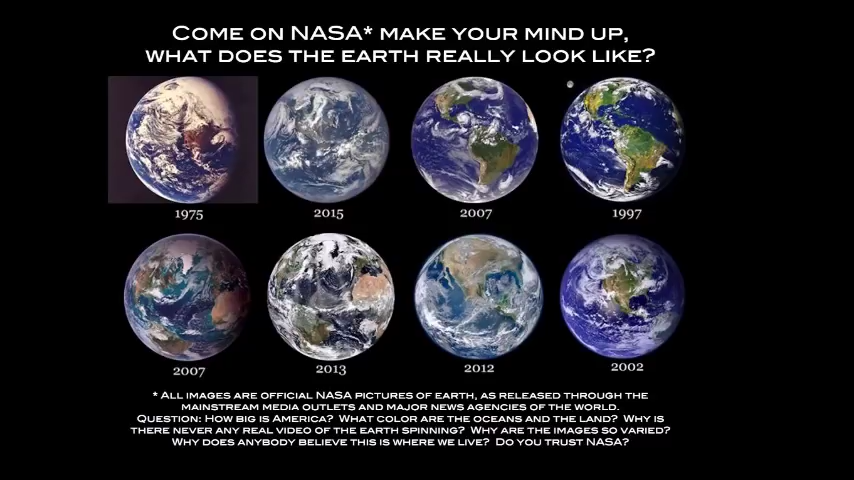 Come on NASA* make your mind up,
what does the earth really look like?
1975
2015
2007
1997
2007
2013
2012
2002
* All images are official NASA pictures of earth, as released through the
mainstream media outlets and major news agencies of the world.
Question: How big is America? What color are the oceans and the land? Why is
there never any real video of the earth spinning? Why are the images so varied?
Why does anybody believe this is where we live? Do you trust NASA?